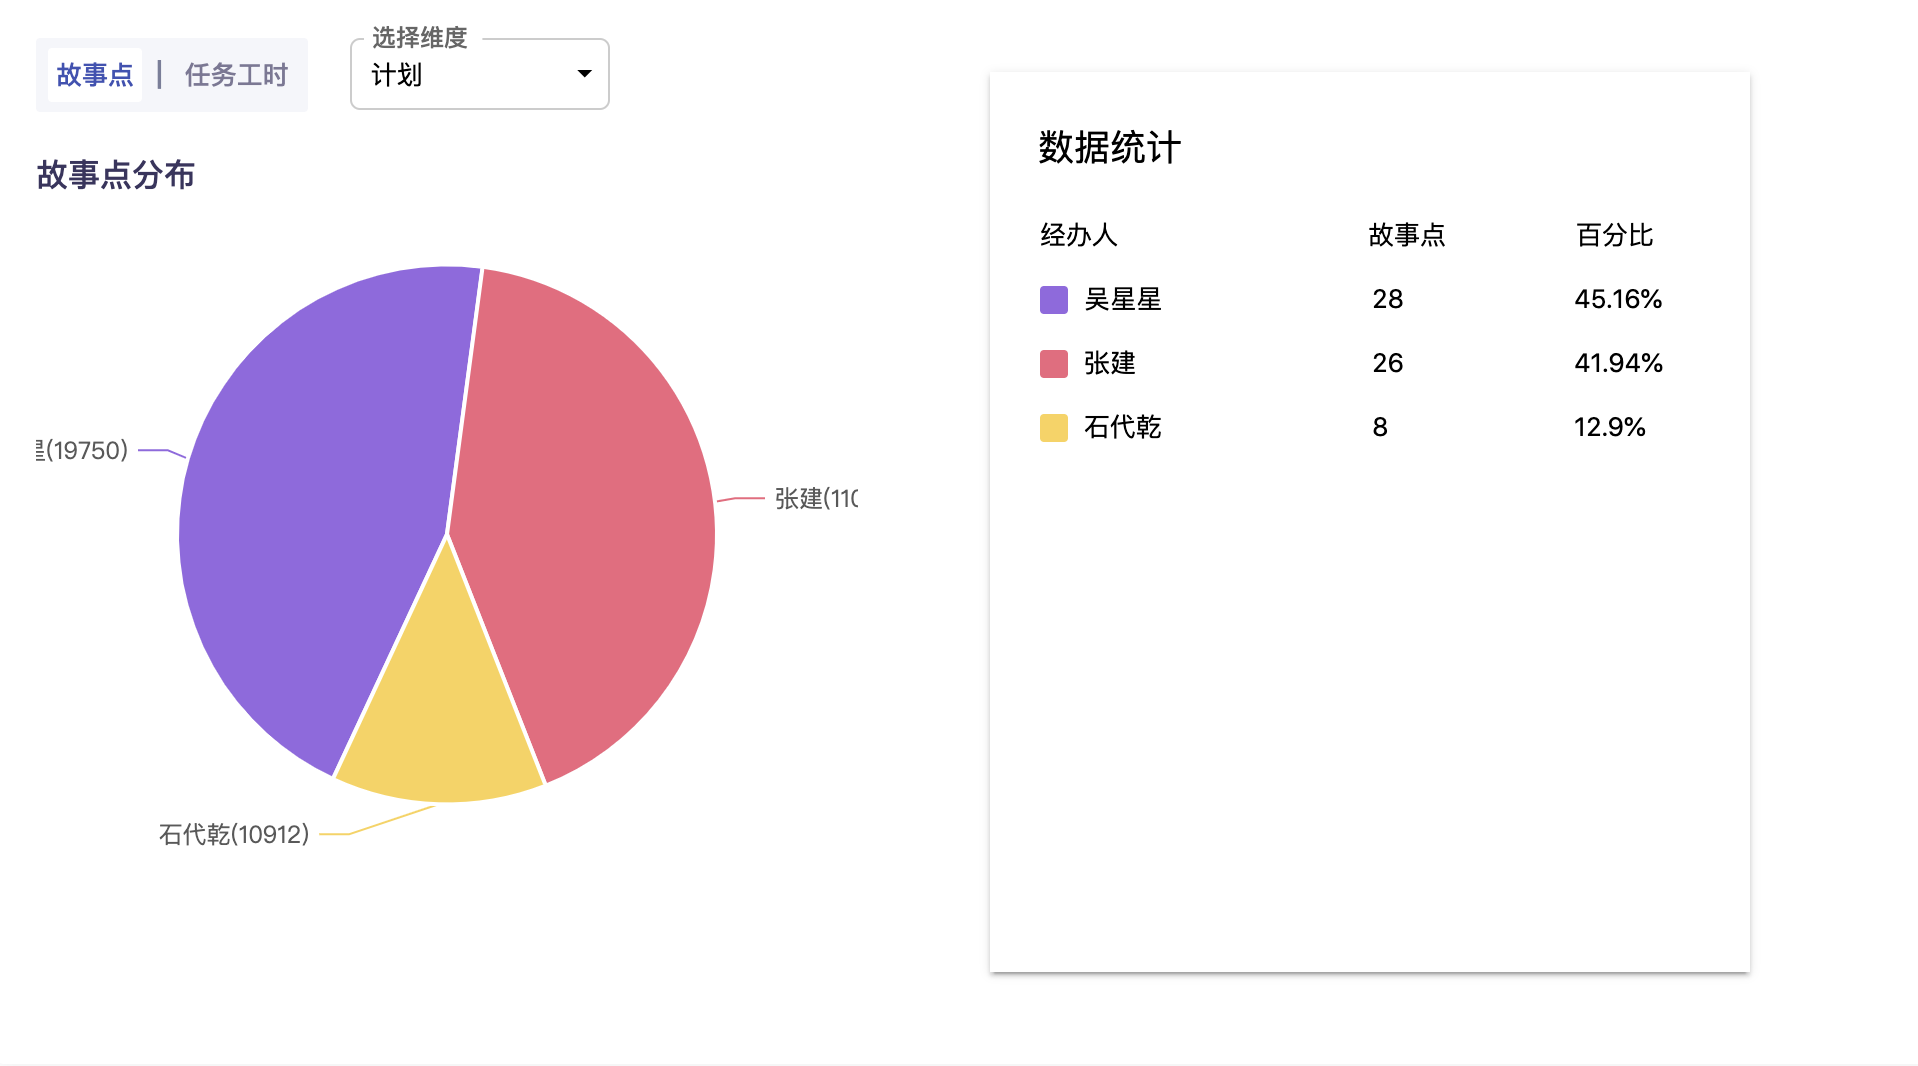 选择维度
故事点 | 任务工时
计划
故事点分布
(19750)
张建(11
石代乾(10912)
数据统计
经办人 故事点 百分比
吴星星 28 45.16%
张建 26 41.94%
石代乾 8 12.9%